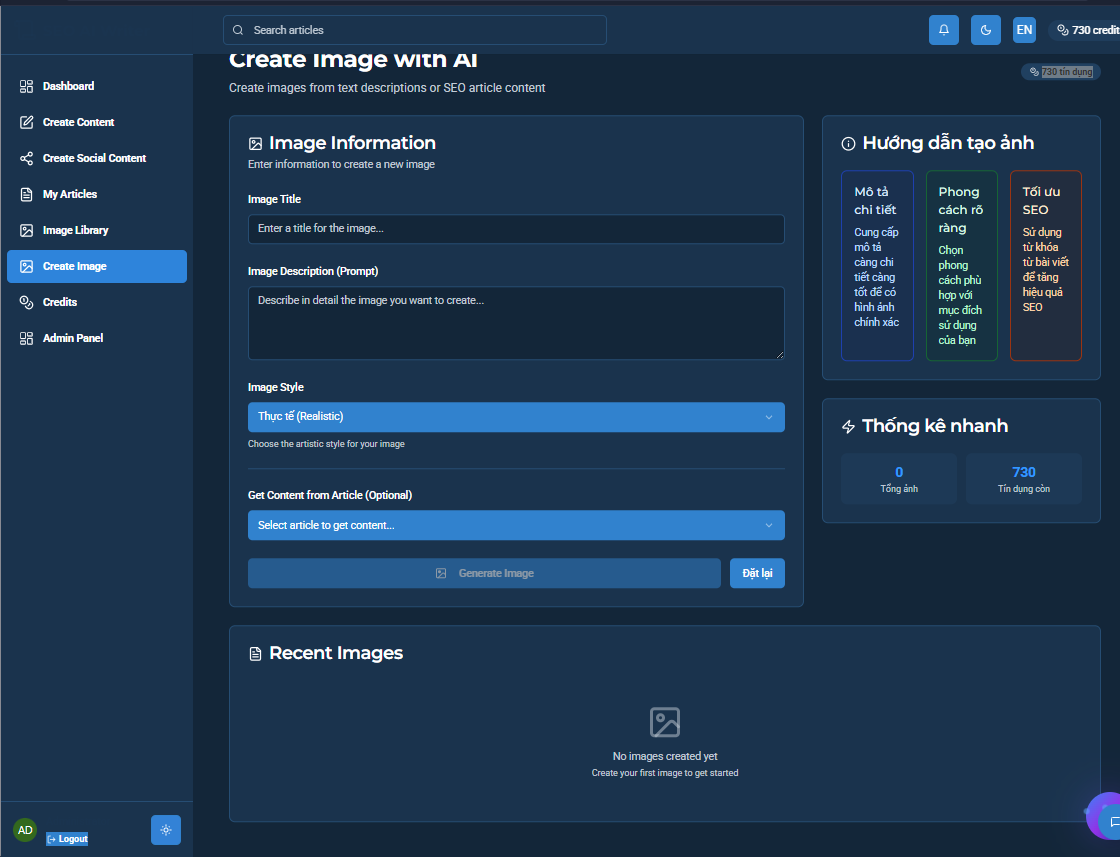 Search articles
EN
730 credit
Create Image with AI
730 tín dụng
Create images from text descriptions or SEO article content
Dashboard
Create Content
Create Social Content
My Articles
Image Library
Create Image
Credits
Admin Panel
AD
Logout
Image Information
Enter information to create a new image
Image Title
Enter a title for the image...
Image Description (Prompt)
Describe in detail the image you want to create...
Image Style
Thực tế (Realistic)
Choose the artistic style for your image
Get Content from Article (Optional)
Select article to get content...
Generate Image
Đặt lại
Hướng dẫn tạo ảnh
Mô tả
chi tiết
Cung cấp
mô tả
càng chi
tiết càng
tốt để có
hình ảnh
chính xác
Phong
cách rõ
ràng
Chọn
phong
cách phù
hợp với
mục đích
sử dụng
của bạn
Tối ưu
SEO
Sử dụng
từ khóa
từ bài viết
để tăng
hiệu quả
SEO
Thống kê nhanh
0
Tổng ảnh
730
Tín dụng còn
Recent Images
No images created yet
Create your first image to get started